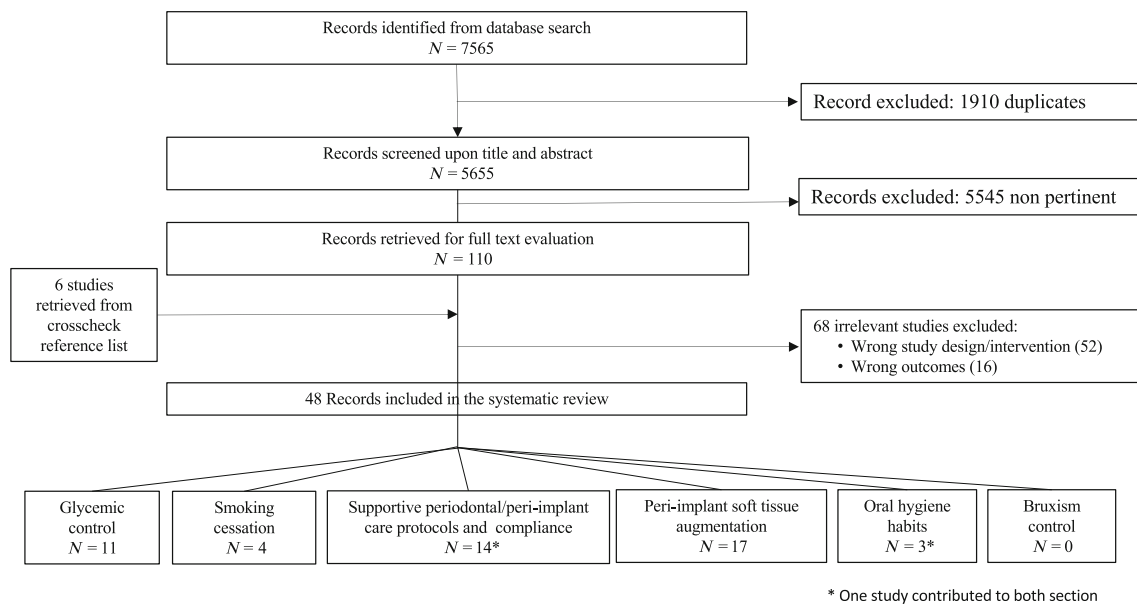 Records identified from database search
N = 7565
Record excluded: 1910 duplicates
Records screened upon title and abstract
N = 5655
Records excluded: 5545 non pertinent
Records retrieved for full text evaluation
N = 110
6 studies
retrieved from
crosscheck
reference list
68 irrelevant studies excluded:
• Wrong study design/intervention (52)
• Wrong outcomes (16)
48 Records included in the systematic review
Glycemic
control
N = 11
Smoking
cessation
N = 4
Supportive periodontal/peri-implant
care protocols and compliance
N = 14*
Peri-implant soft tissue
augmentation
N = 17
Oral hygiene
habits
N = 3*
Bruxism
control
N = 0
* One study contributed to both section